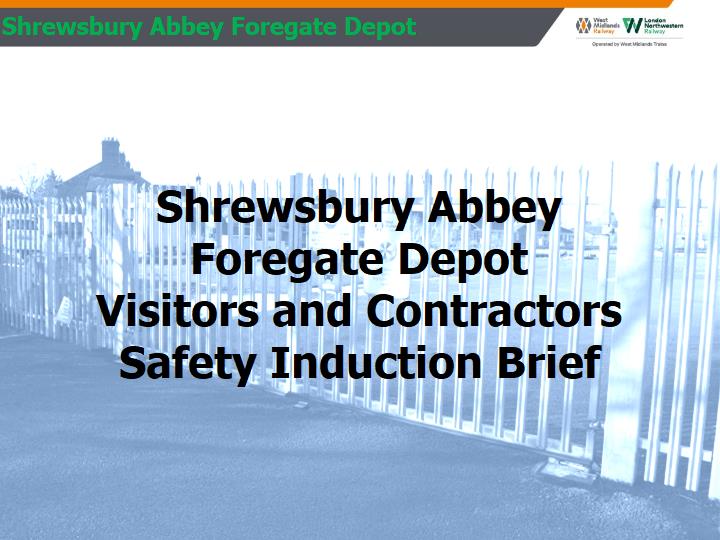 Shrewsbury Abbey Foregate Depot
West
Midlands
Railway
London
Northwestern
Railway
Operated by West Midlands Trains
Shrewsbury Abbey
Foregate Depot
Visitors and Contractors
Safety Induction Brief